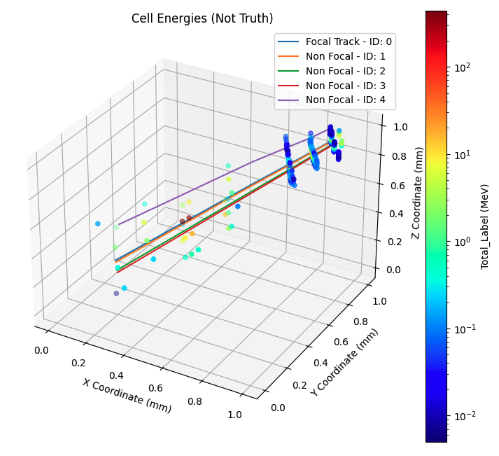 Cell Energies (Not Truth)
Focal Track - ID: 0
Non Focal - ID: 1
Non Focal - ID: 2
Non Focal - ID: 3
Non Focal - ID: 4
10²
10¹
10⁰
10⁻¹
10⁻²
Total_Label (MeV)
1.0
0.8
0.6
0.4
0.2
0.0
Z Coordinate (mm)
0.0
0.2
0.4
0.6
0.8
1.0
X Coordinate (mm)
0.0
0.2
0.4
0.6
0.8
1.0
Y Coordinate (mm)